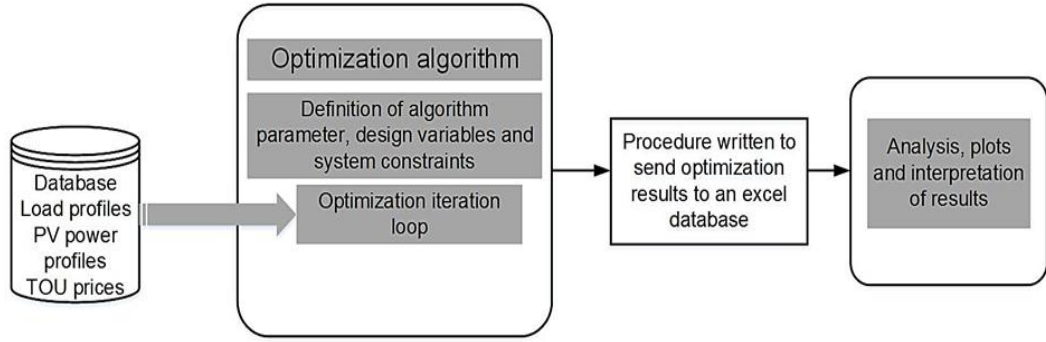 Database
Load profiles
PV power
profiles
TOU prices
Optimization algorithm
Definition of algorithm
parameter, design variables and
system constraints
Optimization iteration
loop
Procedure written to
send optimization
results to an excel
database
Analysis, plots
and interpretation
of results